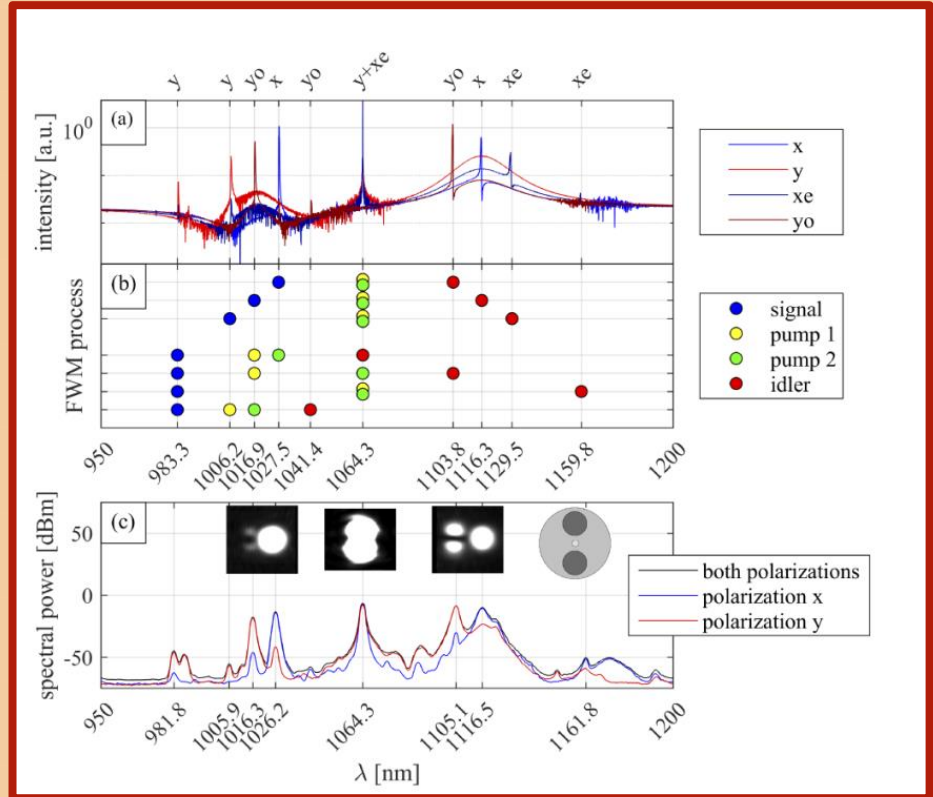 y y yo x yo y+xe yo x xe xe
(a)
10⁰
intensity [a.u.]
x
y
xe
yo
(b)
FWM process
signal
pump 1
pump 2
idler
950 983.3 1006.2 1016.9 1027.5 1041.4 1064.3 1103.8 1116.3 1129.5 1159.8 1200
(c)
50
0
-50
spectral power [dBm]
both polarizations
polarization x
polarization y
950 981.8 1005.9 1016.3 1026.2 1064.3 1105.1 1116.5 1161.8 1200
λ [nm]